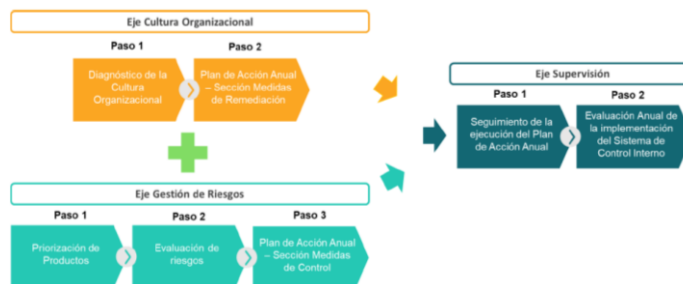 Eje Cultura Organizacional
Paso 1
Paso 2
Diagnóstico de la
Cultura
Organizacional
Plan de Acción Anual
– Sección Medidas
de Remediación
Eje Gestión de Riesgos
Paso 1
Paso 2
Paso 3
Priorización de
Productos
Evaluación de
riesgos
Plan de Acción Anual
– Sección Medidas
de Control
Eje Supervisión
Paso 1
Paso 2
Seguimiento de la
ejecución del Plan
de Acción Anual
Evaluación Anual de
la implementación
del Sistema de
Control Interno